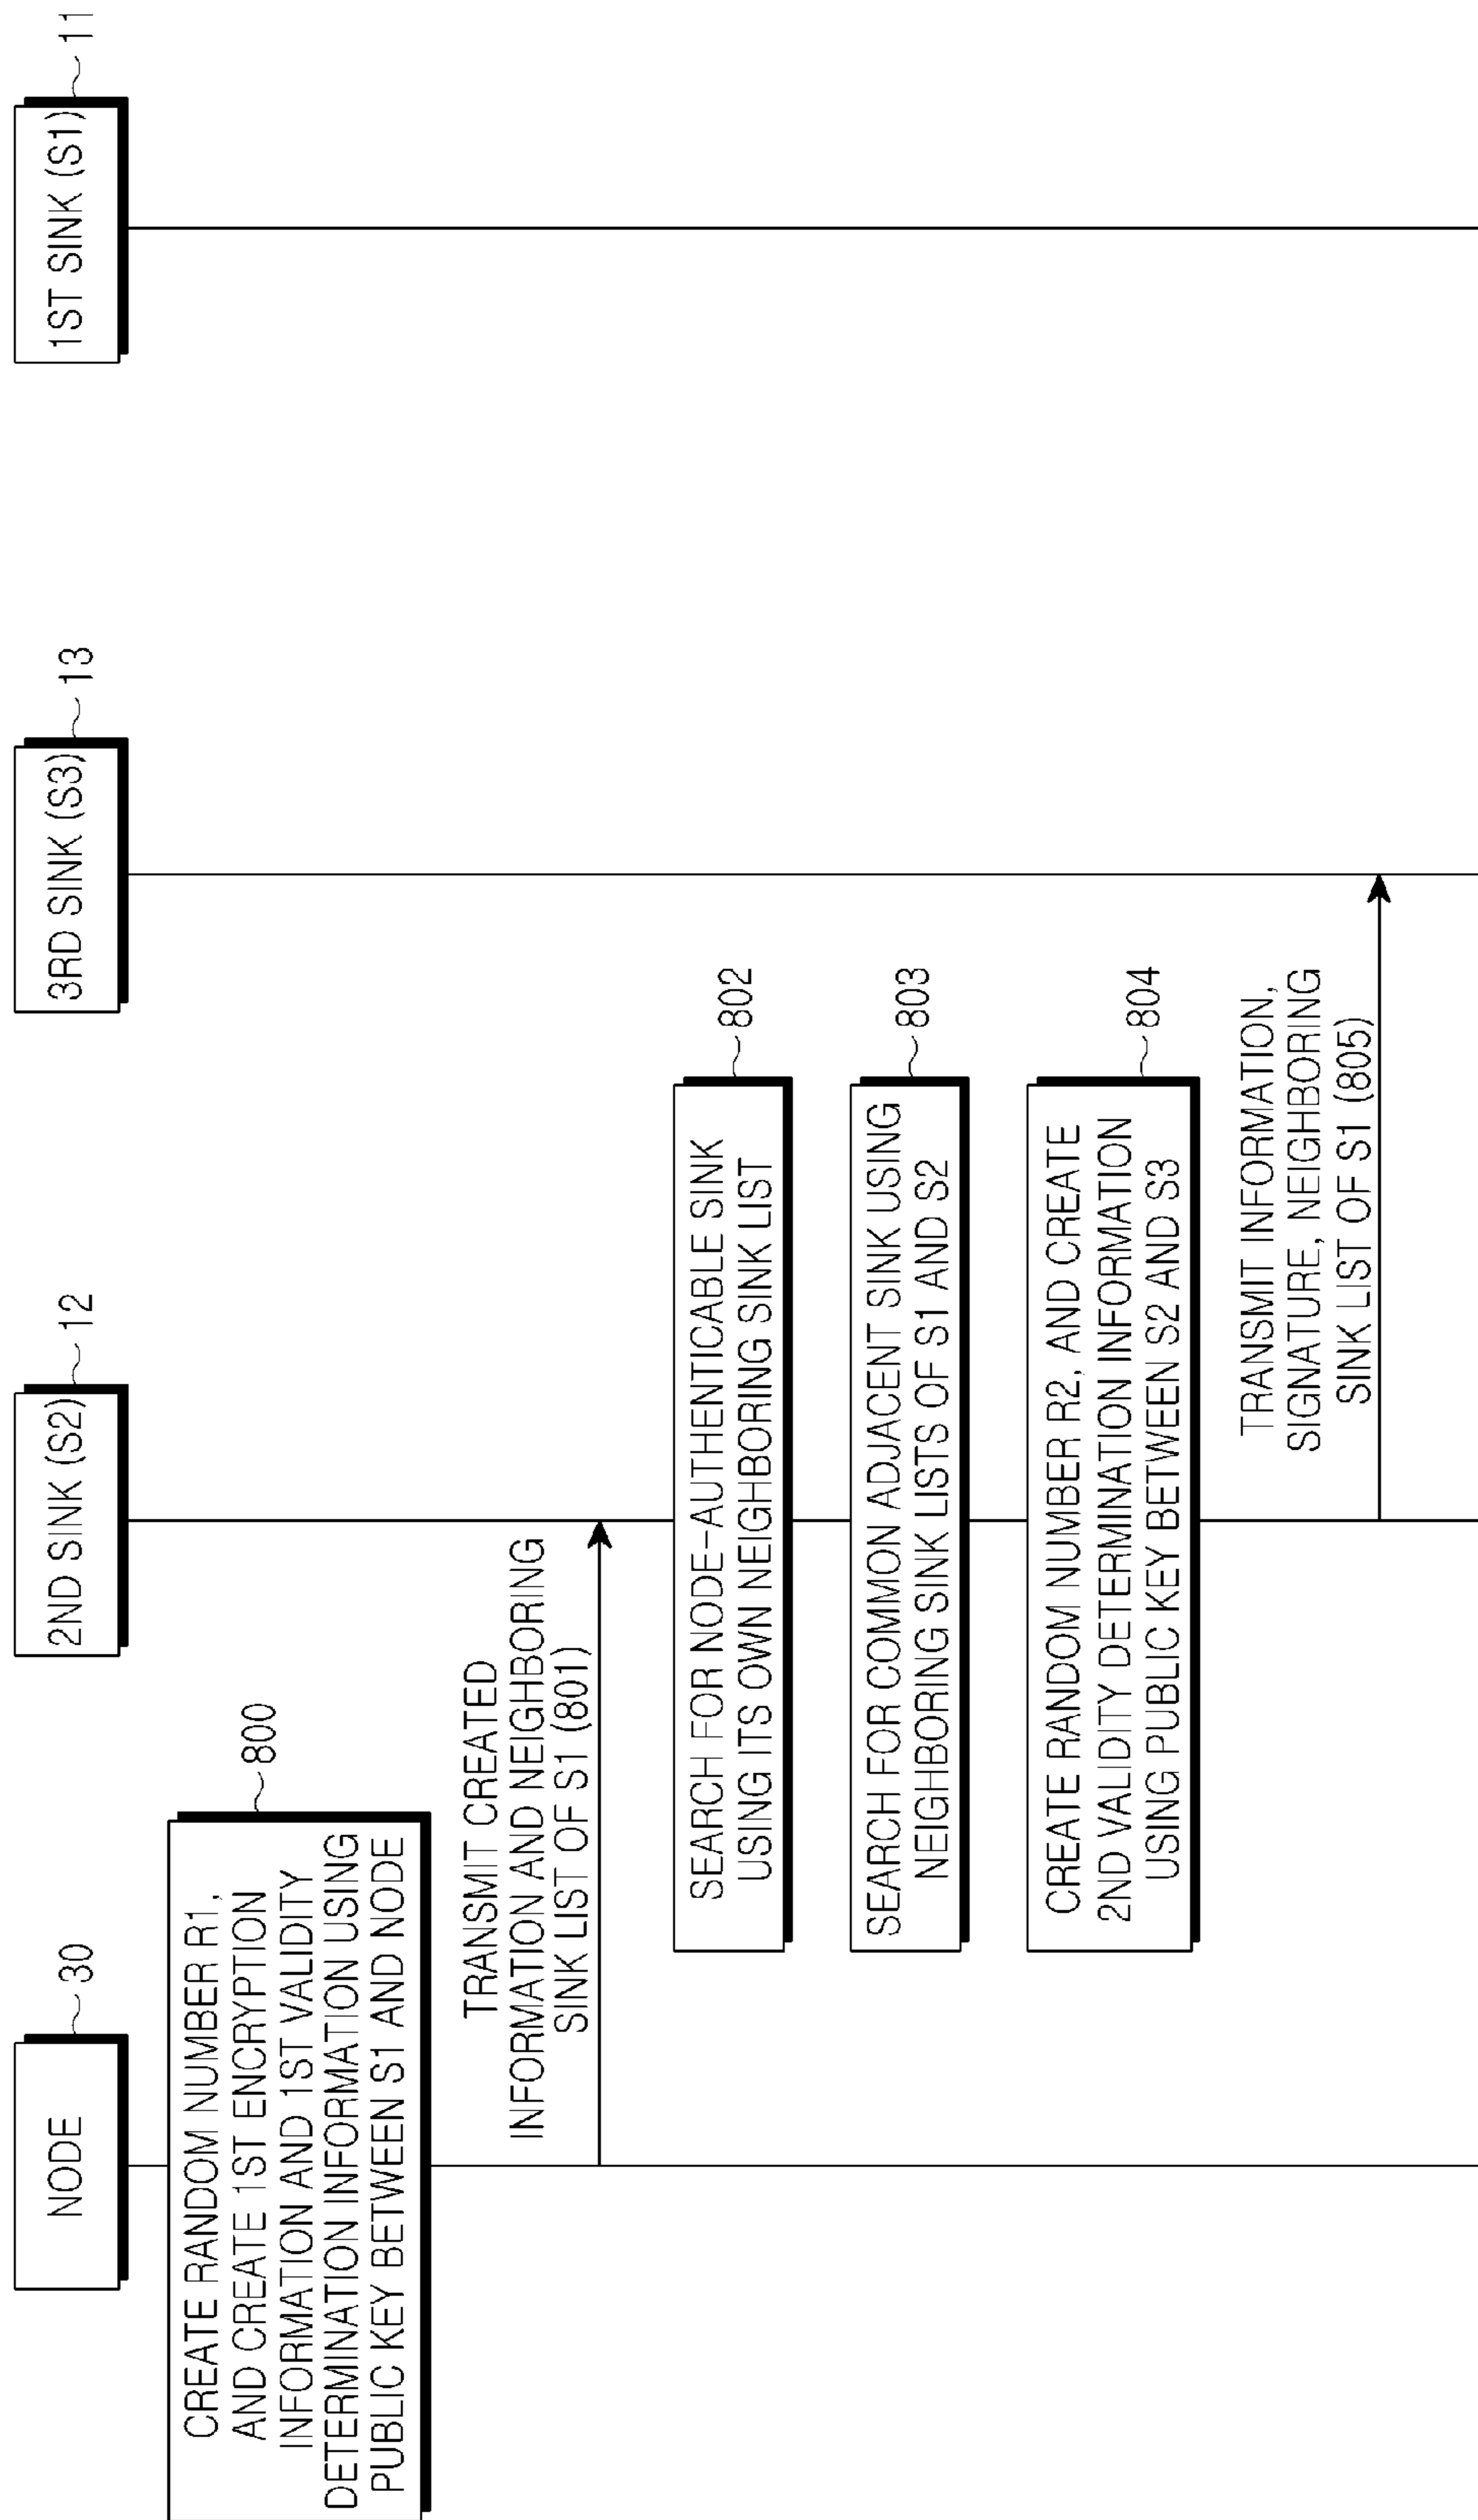 NODE
30
2ND SINK (S2)
12
3RD SINK (S3)
13
1ST SINK (S1)
11
CREATE RANDOM NUMBER R1,
AND CREATE 1ST ENCRYPTION
INFORMATION AND 1ST VALIDITY
DETERMINATION INFORMATION USING
PUBLIC KEY BETWEEN S1 AND NODE
800
TRANSMIT CREATED
INFORMATION AND NEIGHBORING
SINK LIST OF S1 (801)
SEARCH FOR NODE-AUTHENTICABLE SINK
USING ITS OWN NEIGHBORING SINK LIST
802
SEARCH FOR COMMON ADJACENT SINK USING
NEIGHBORING SINK LISTS OF S1 AND S2
803
CREATE RANDOM NUMBER R2, AND CREATE
2ND VALIDITY DETERMINATION INFORMATION
USING PUBLIC KEY BETWEEN S2 AND S3
804
TRANSMIT INFORMATION,
SIGNATURE, NEIGHBORING
SINK LIST OF S1 (805)